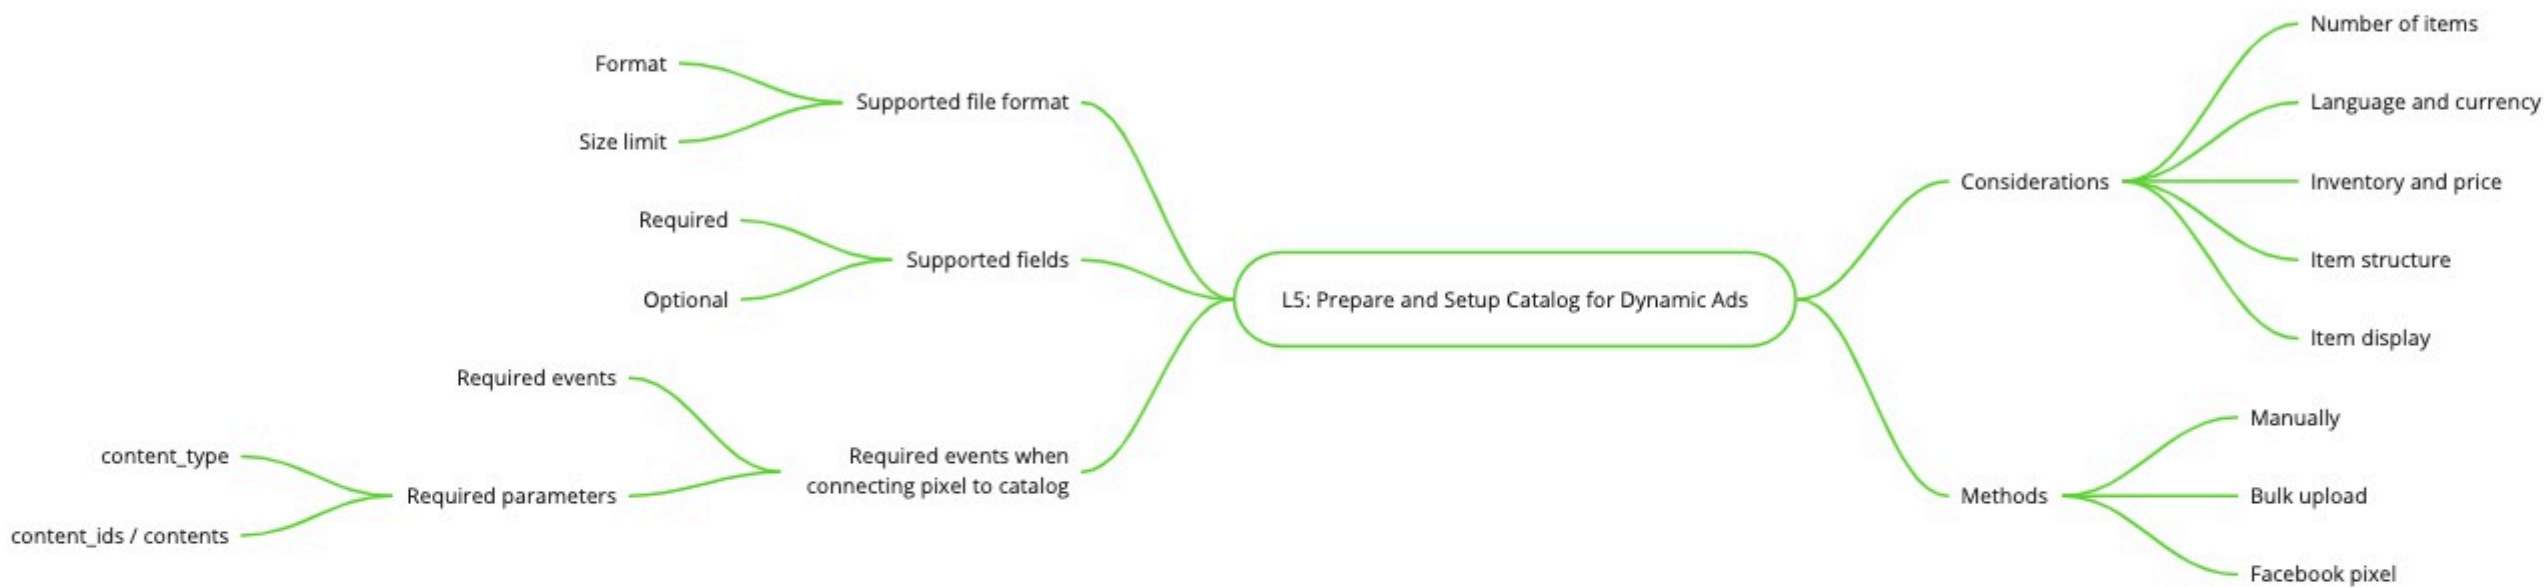 L5: Prepare and Setup Catalog for Dynamic Ads
Supported file format
Format
Size limit
Supported fields
Required
Optional
Required events when
connecting pixel to catalog
Required events
Required parameters
content_type
content_ids / contents
Considerations
Number of items
Language and currency
Inventory and price
Item structure
Item display
Methods
Manually
Bulk upload
Facebook pixel